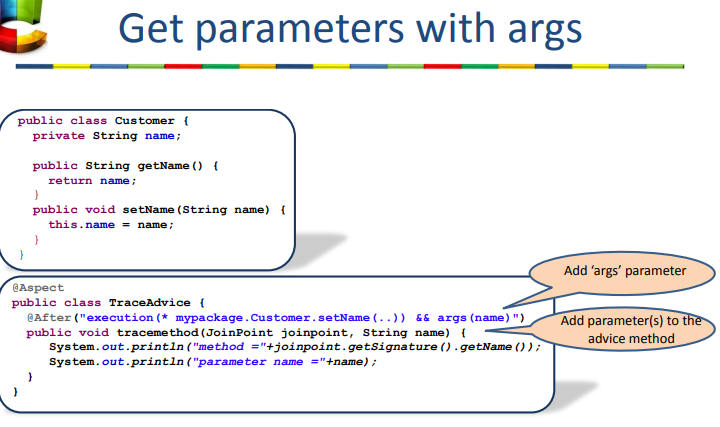 Get parameters with args
public class Customer {
private String name;
public String getName() {
return name;
}
public void setName(String name) {
this.name = name;
}
}
@Aspect
public class TraceAdvice {
@After("execution(* mypackage.Customer.setName(..)) && args(name)")
public void tracemethod(JoinPoint joinpoint, String name) {
System.out.println("method ="+joinpoint.getSignature().getName());
System.out.println("parameter name ="+name);
}
}
Add ‘args’ parameter
Add parameter(s) to the
advice method